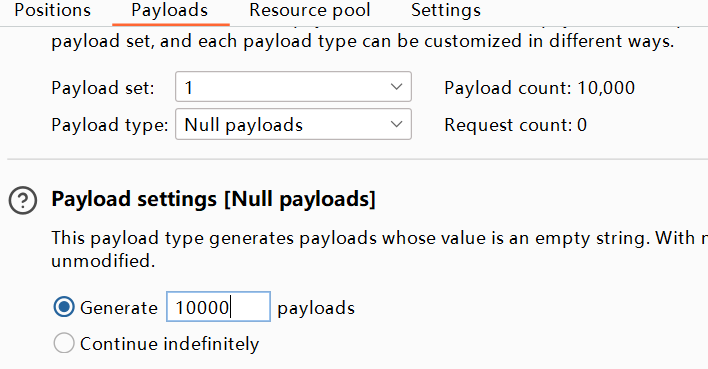 Positions Payloads Resource pool Settings
payload set, and each payload type can be customized in different ways.
Payload set: 1 Payload count: 10,000
Payload type: Null payloads Request count: 0
Payload settings [Null payloads]
This payload type generates payloads whose value is an empty string. With
unmodified.
Generate 10000 payloads
Continue indefinitely